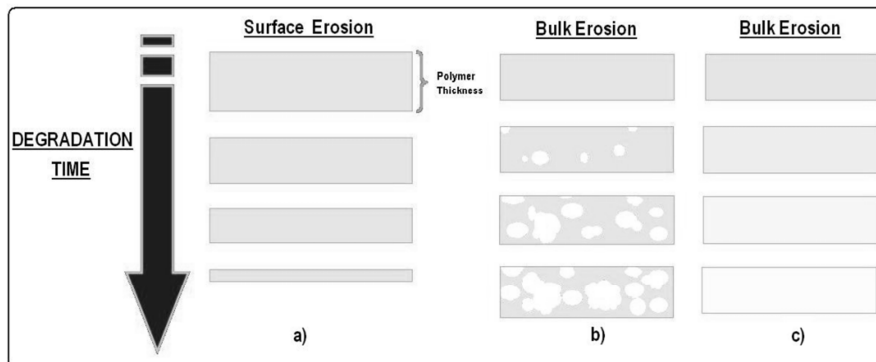 Surface Erosion
Bulk Erosion
Bulk Erosion
Polymer
Thickness
DEGRADATION
TIME
a)
b)
c)